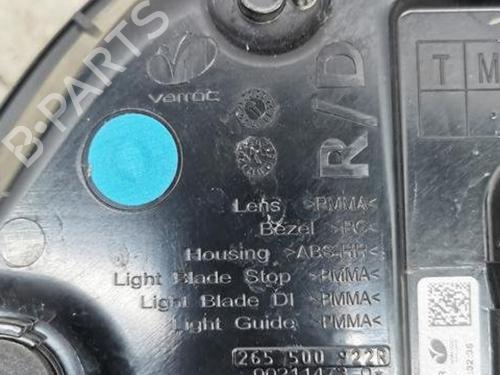 varroc
R/D
T M
Lens >PMMA<
Bezel >PC<
Housing >ABS-HH<
Light Blade Stop >PMMA<
Light Blade DI >PMMA<
Light Guide >PMMA<
265 500 922R
B-PARTS